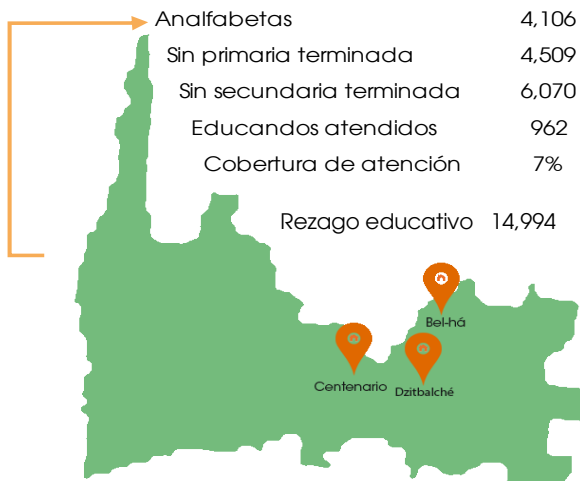 Analfabetas 4,106
Sin primaria terminada 4,509
Sin secundaria terminada 6,070
Educandos atendidos 962
Cobertura de atención 7%
Rezago educativo 14,994
Bel-há
Centenario
Dzitbalché